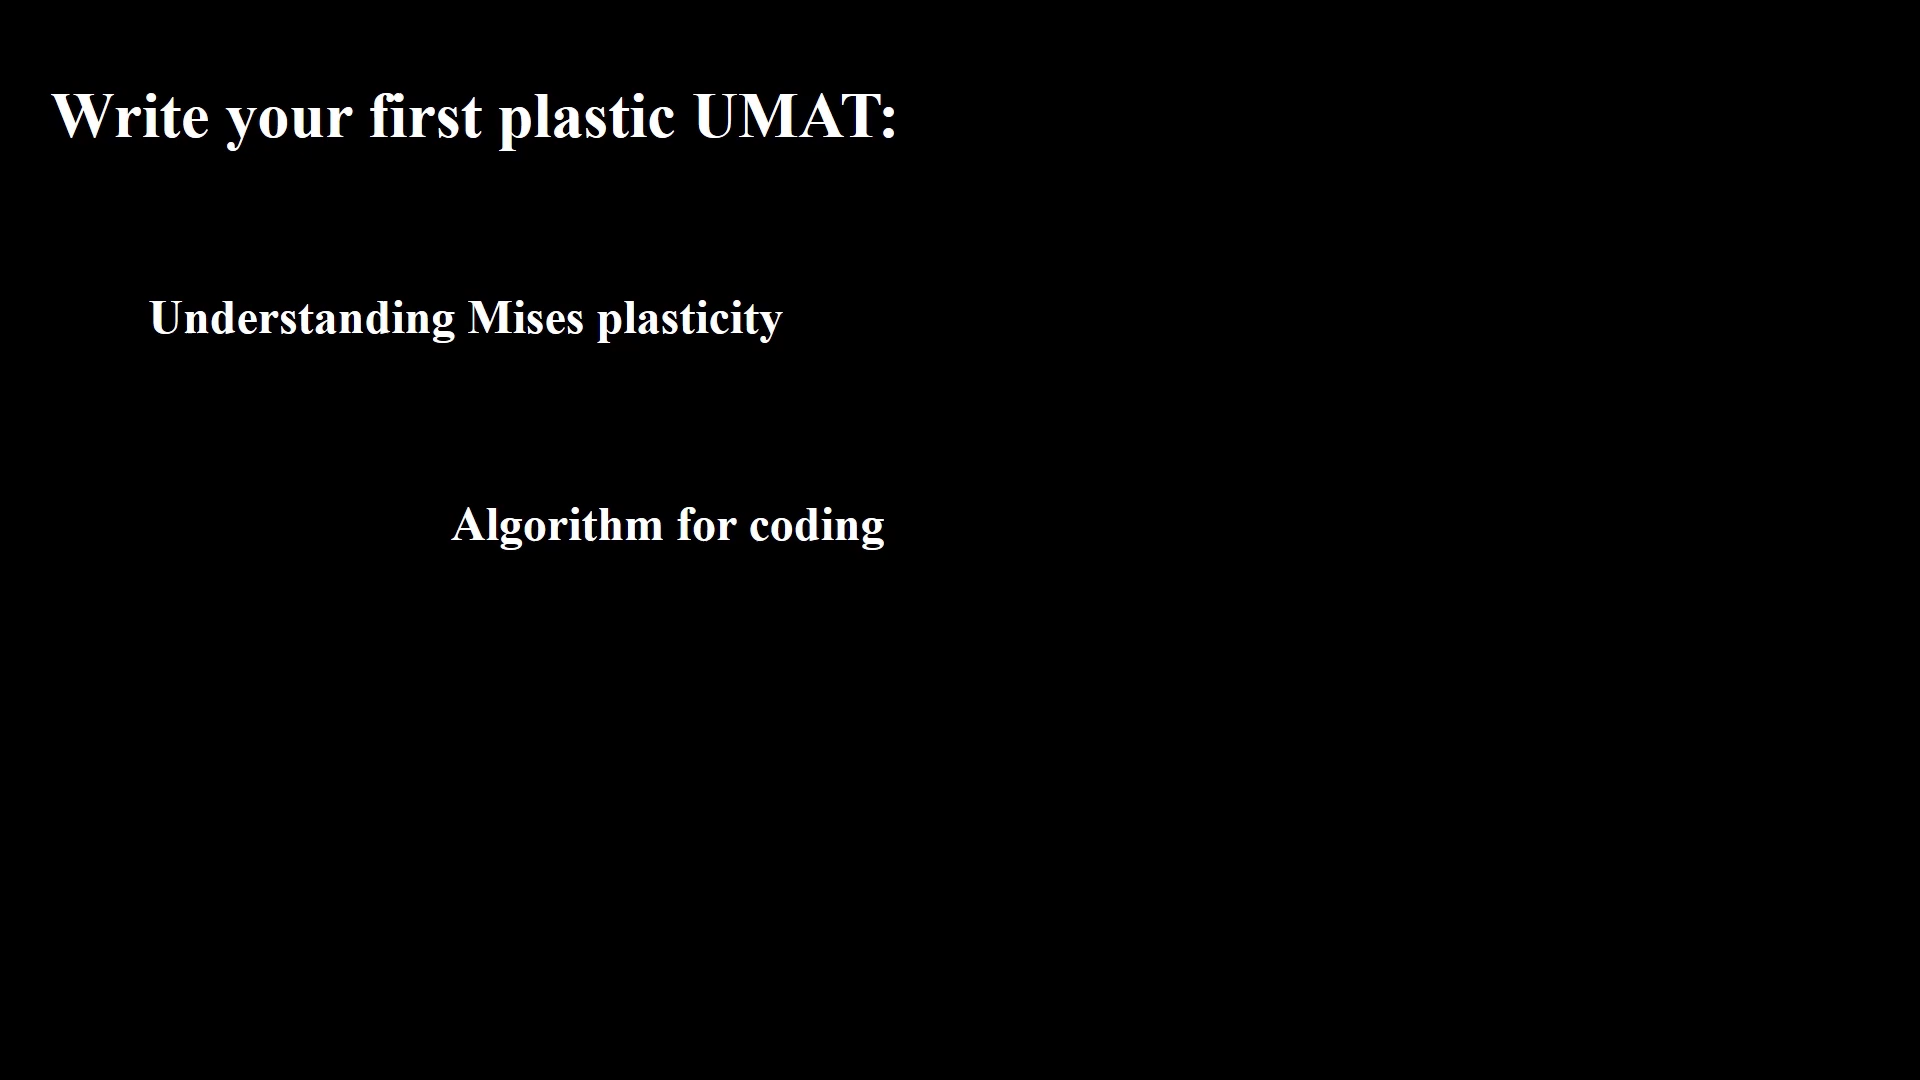 Write your first plastic UMAT:
Understanding Mises plasticity
Algorithm for coding